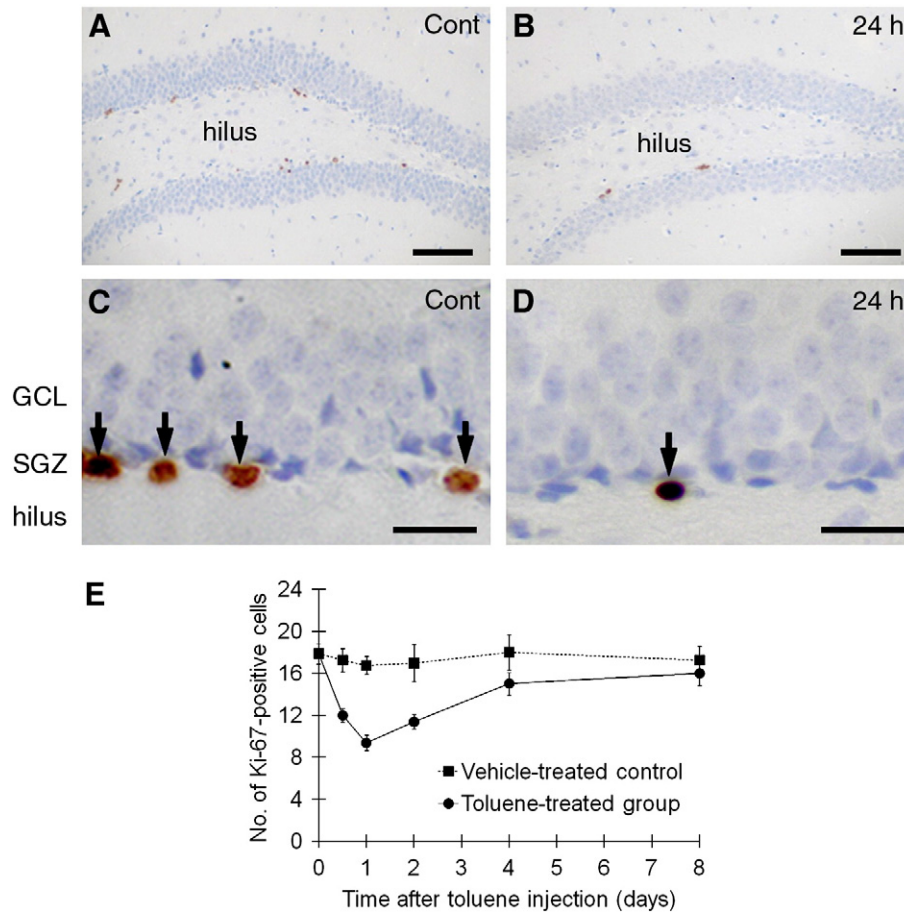 A
Cont
hilus
B
24 h
hilus
C
Cont
D
24 h
GCL
SGZ
hilus
E
No. of Ki-67-positive cells
24
20
16
12
8
4
0
Vehicle-treated control
Toluene-treated group
0 1 2 3 4 5 6 7 8
Time after toluene injection (days)